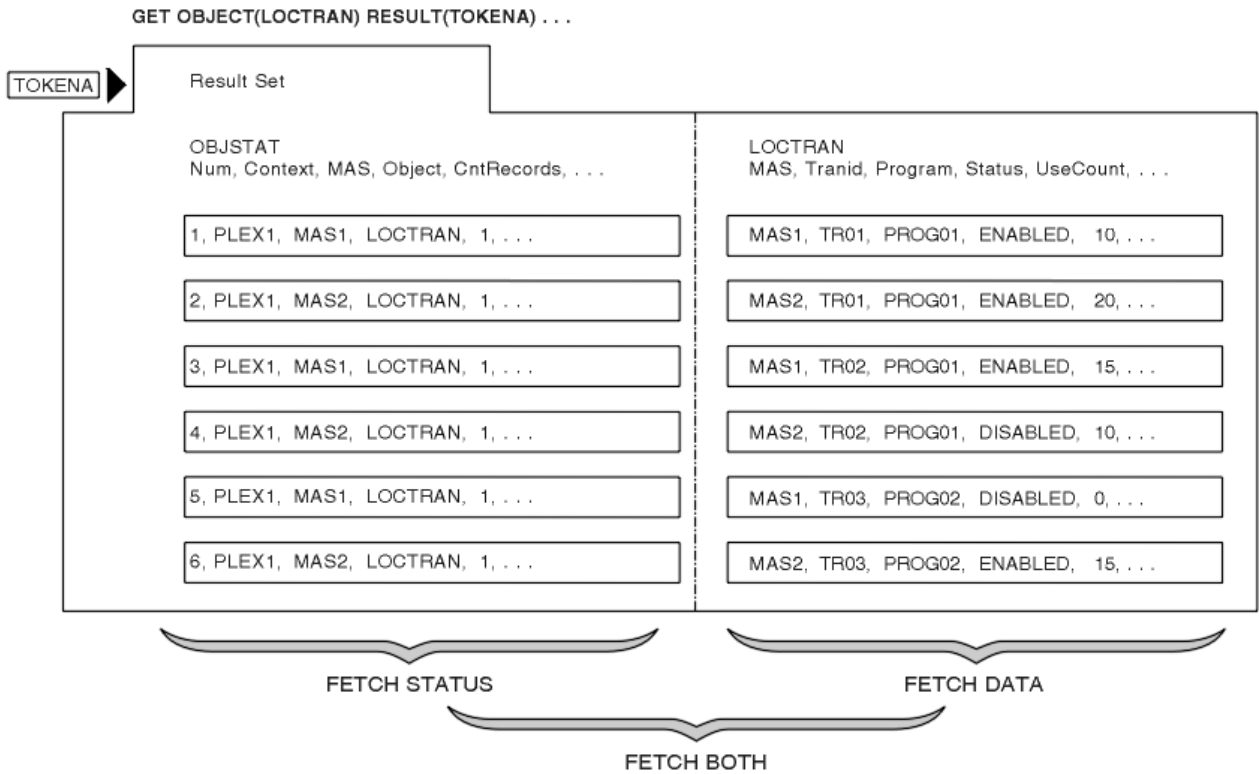 GET OBJECT(LOCTRAN) RESULT(TOKENA) . . .
TOKENA
Result Set
OBJSTAT
Num, Context, MAS, Object, CntRecords, . . .
1, PLEX1, MAS1, LOCTRAN, 1, . . .
2, PLEX1, MAS2, LOCTRAN, 1, . . .
3, PLEX1, MAS1, LOCTRAN, 1, . . .
4, PLEX1, MAS2, LOCTRAN, 1, . . .
5, PLEX1, MAS1, LOCTRAN, 1, . . .
6, PLEX1, MAS2, LOCTRAN, 1, . . .
LOCTRAN
MAS, Tranid, Program, Status, UseCount, . . .
MAS1, TR01, PROG01, ENABLED, 10, . . .
MAS2, TR01, PROG01, ENABLED, 20, . . .
MAS1, TR02, PROG01, ENABLED, 15, . . .
MAS2, TR02, PROG01, DISABLED, 10, . . .
MAS1, TR03, PROG02, DISABLED, 0, . . .
MAS2, TR03, PROG02, ENABLED, 15, . . .
FETCH STATUS
FETCH DATA
FETCH BOTH